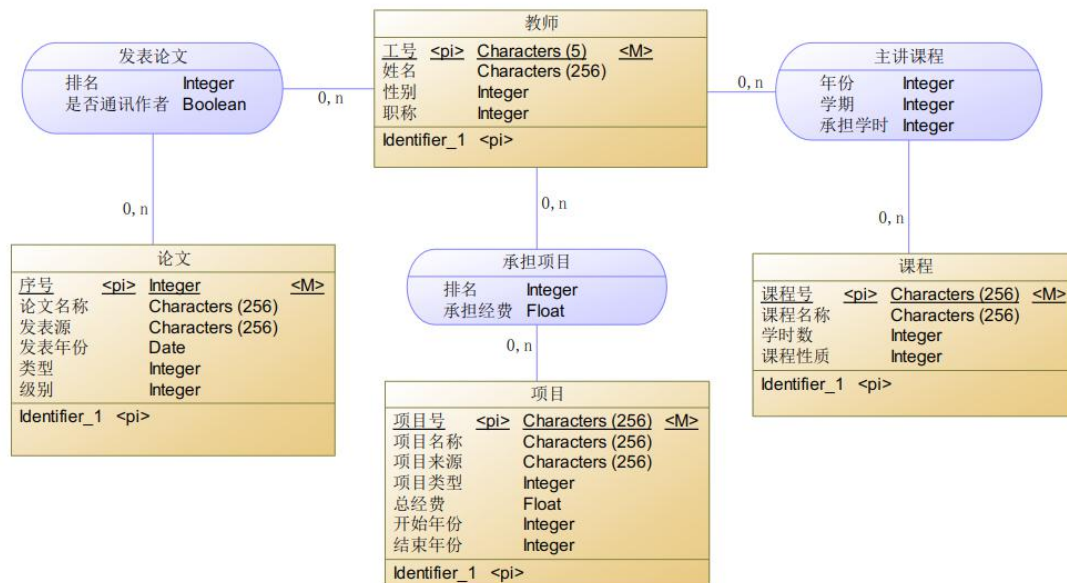 教师
工号 <pi> Characters (5) <M>
姓名 Characters (256)
性别 Integer
职称 Integer
Identifier_1 <pi>
发表论文
排名 Integer
是否通讯作者 Boolean
0,n
0,n
主讲课程
年份 Integer
学期 Integer
承担学时 Integer
0,n
0,n
0,n
承担项目
排名 Integer
承担经费 Float
0,n
论文
序号 <pi> Integer <M>
论文名称 Characters (256)
发表源 Characters (256)
发表年份 Date
类型 Integer
级别 Integer
Identifier_1 <pi>
课程
课程号 <pi> Characters (256) <M>
课程名称 Characters (256)
学时数 Integer
课程性质 Integer
Identifier_1 <pi>
项目
项目号 <pi> Characters (256) <M>
项目名称 Characters (256)
项目来源 Characters (256)
项目类型 Integer
总经费 Float
开始年份 Integer
结束年份 Integer
Identifier_1 <pi>